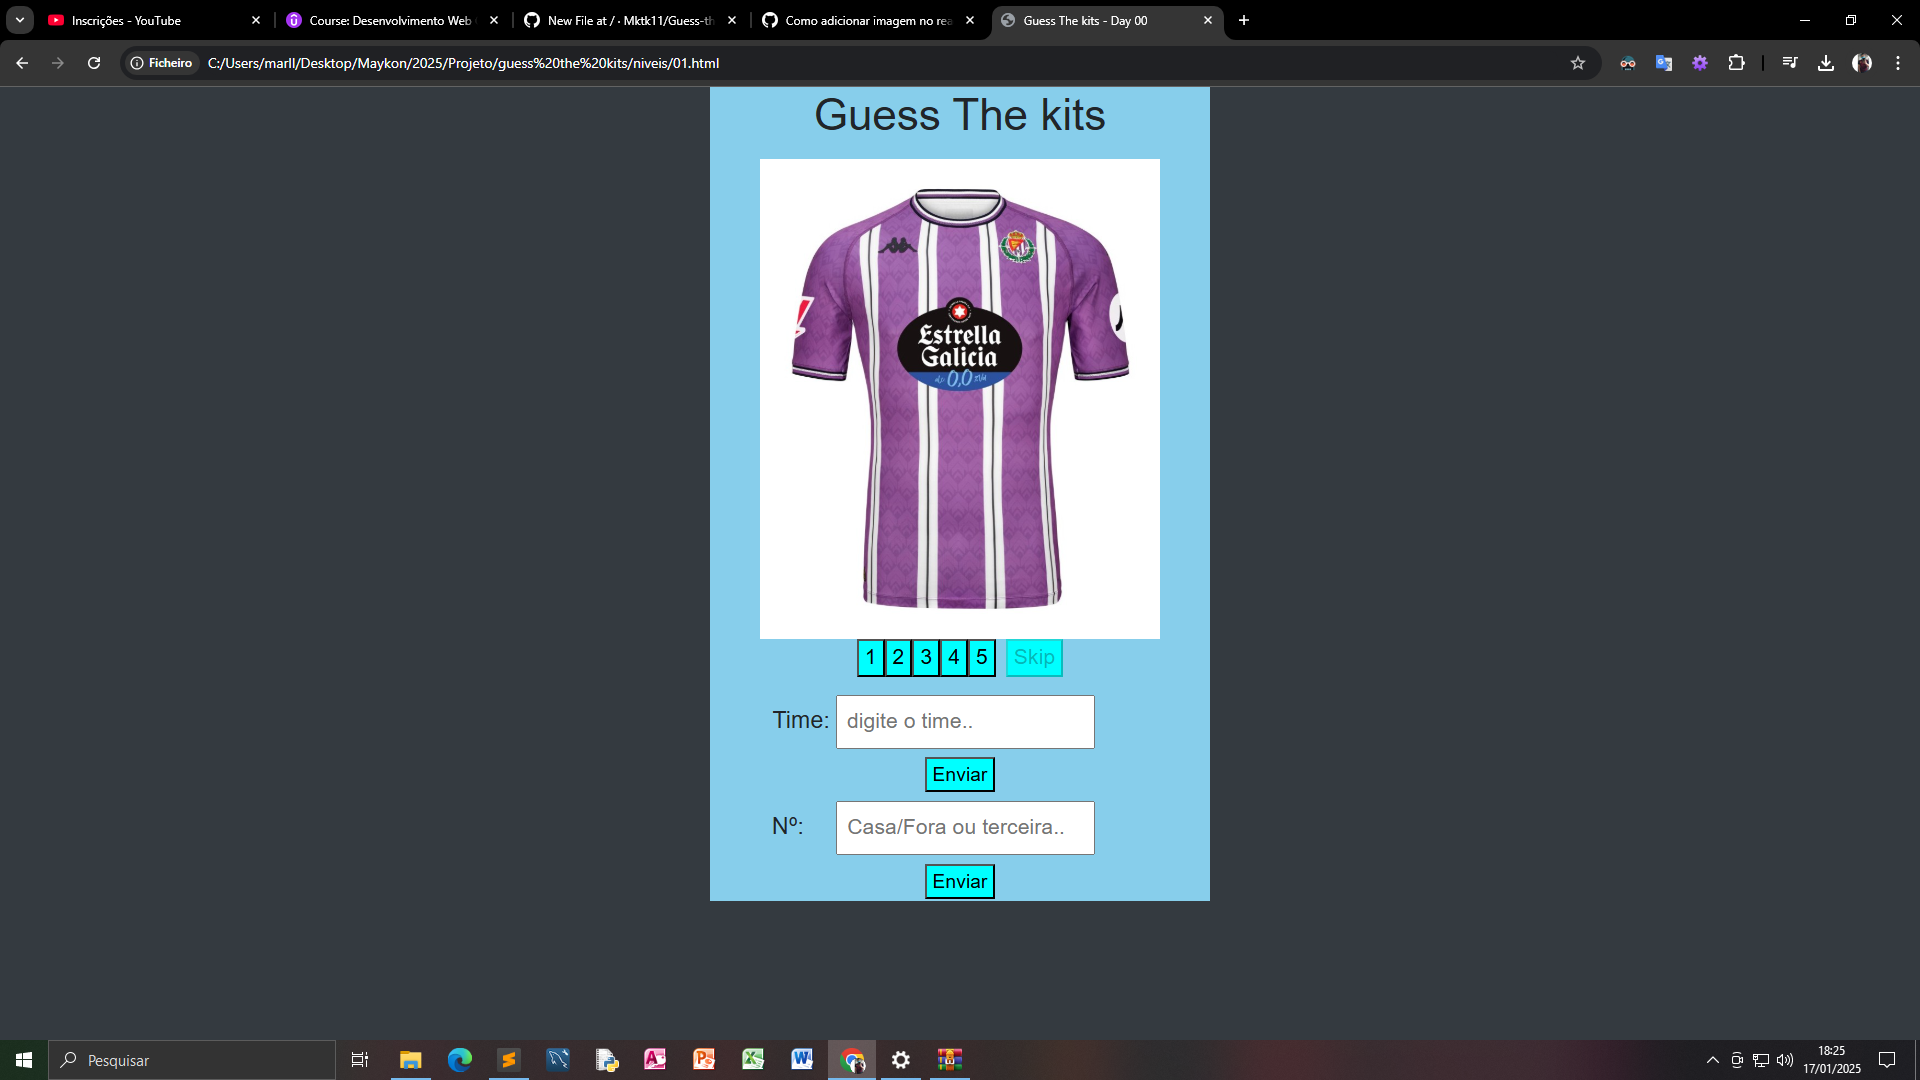 Inscrições - YouTube
Course: Desenvolvimento Web
New File at / · Mktk11/Guess-th
Como adicionar imagem no rea
Guess The kits - Day 00
Ficheiro
C:/Users/marll/Desktop/Maykon/2025/Projeto/guess%20the%20kits/niveis/01.html
Guess The kits
Estrella
Galicia
0,0
1 2 3 4 5 Skip
Time: digite o time..
Enviar
Nº: Casa/Fora ou terceira..
Enviar
Pesquisar
18:25
17/01/2025